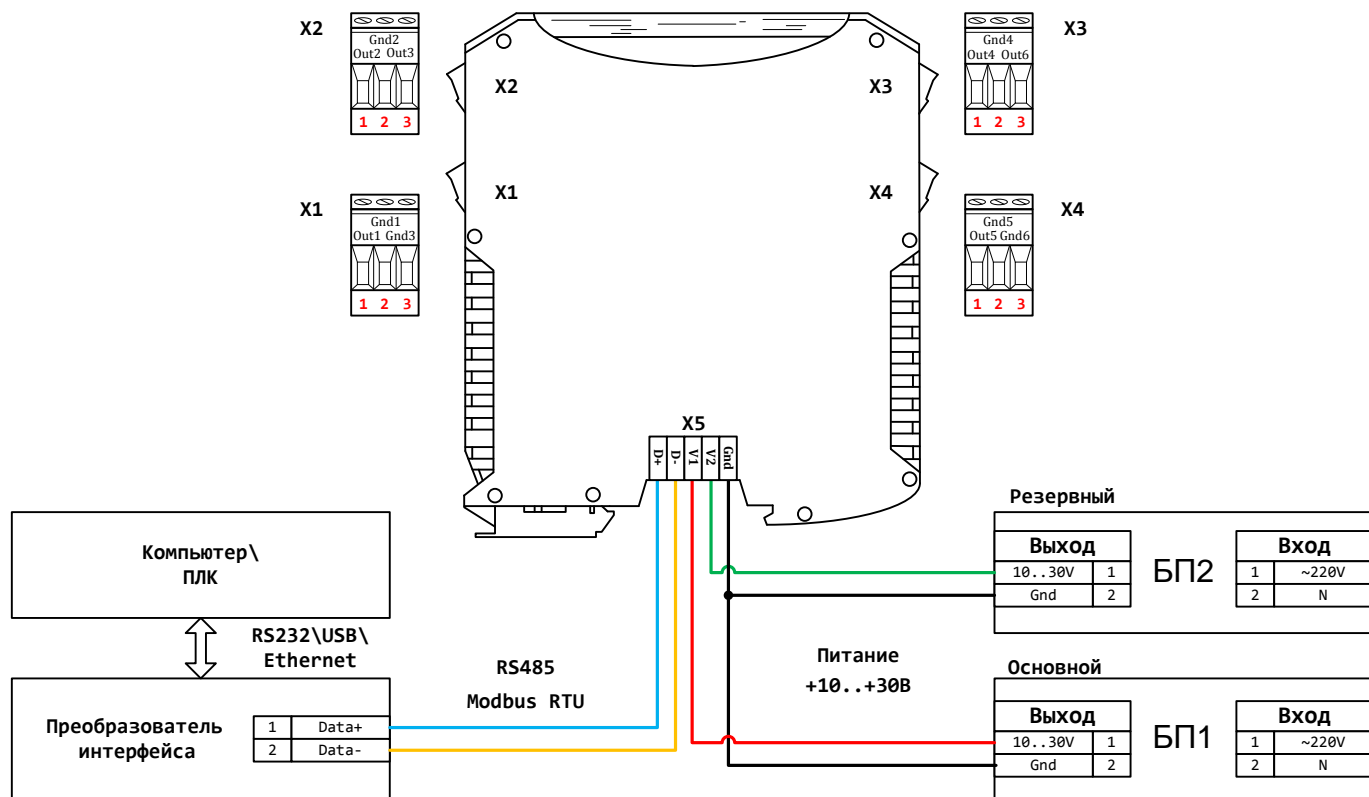 X2
Gnd2
Out2 Out3
1 2 3
X2
X3
Gnd4
Out4 Out6
1 2 3
X3
X1
Gnd1
Out1 Gnd3
1 2 3
X1
X4
Gnd5
Out5 Gnd6
1 2 3
X4
X5
D+ D- V1 V2 Gnd
Компьютер\
ПЛК
RS232\USB\
Ethernet
Преобразователь
интерфейса
1 Data+
2 Data-
RS485
Modbus RTU
Питание
+10..+30В
Резервный
Выход
10..30V 1
Gnd 2
БП2
Вход
1 ~220V
2 N
Основной
Выход
10..30V 1
Gnd 2
БП1
Вход
1 ~220V
2 N